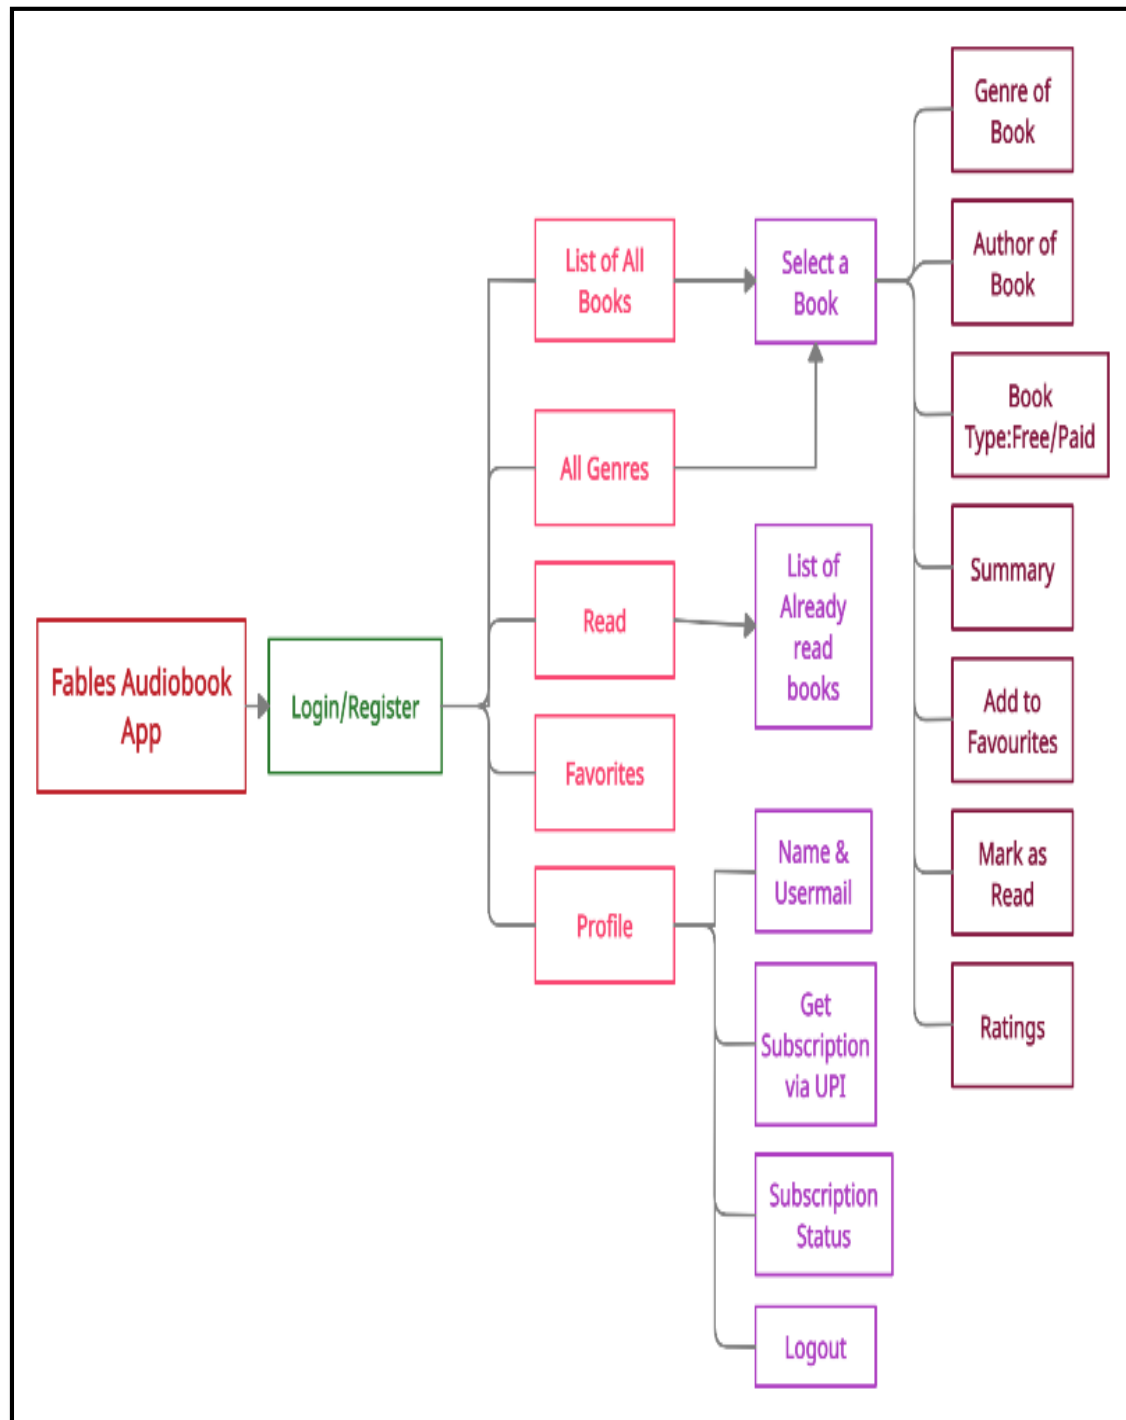 Fables Audiobook
App
Login/Register
List of All
Books
All Genres
Read
Favorites
Profile
Select a
Book
List of
Already
read
books
Name &
Usermail
Get
Subscription
via UPI
Subscription
Status
Logout
Genre of
Book
Author of
Book
Book
Type:Free/Paid
Summary
Add to
Favourites
Mark as
Read
Ratings